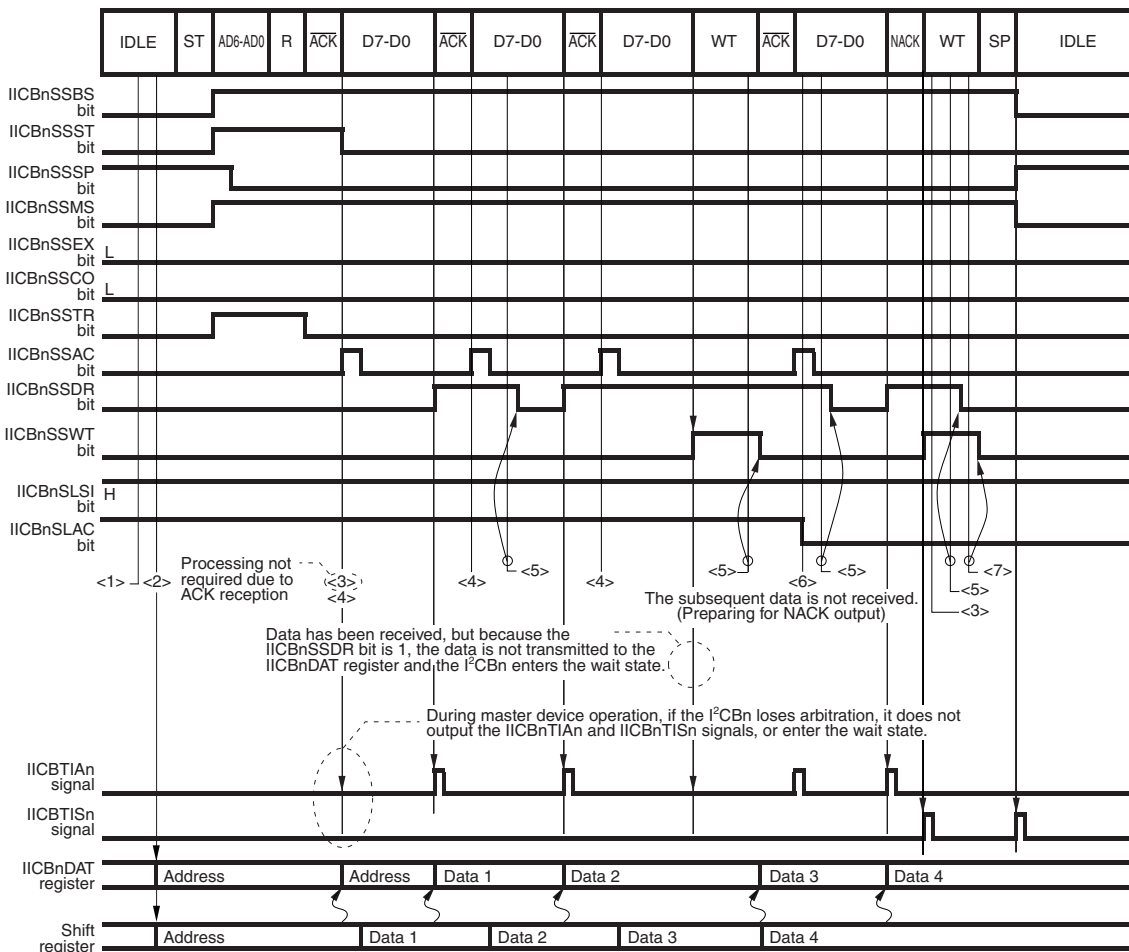 IDLE ST AD6-AD0 R ACK D7-D0 ACK D7-D0 ACK D7-D0 WT ACK D7-D0 NACK WT SP IDLE
IICBnSSBS
bit
IICBnSSST
bit
IICBnSSSP
bit
IICBnSSMS
bit
IICBnSSEX
bit
L
IICBnSSCO
bit
L
IICBnSSTR
bit
IICBnSSAC
bit
IICBnSSDR
bit
IICBnSSWT
bit
IICBnSLSI
bit
H
IICBnSLAC
bit
<1> <2>
Processing not
required due to
ACK reception
<3>
<4>
<4>
<5>
<4>
<5>
<6>
<5>
<7>
<5>
<3>
The subsequent data is not received.
(Preparing for NACK output)
Data has been received, but because the
IICBnSSDR bit is 1, the data is not transmitted to the
IICBnDAT register and the I²CBn enters the wait state.
During master device operation, if the I²CBn loses arbitration, it does not
output the IICBnTIAn and IICBnTISn signals, or enter the wait state.
IICBTIAn
signal
IICBTISn
signal
IICBnDAT
register
Address Address Data 1 Data 2 Data 3 Data 4
Shift
register
Address Data 1 Data 2 Data 3 Data 4